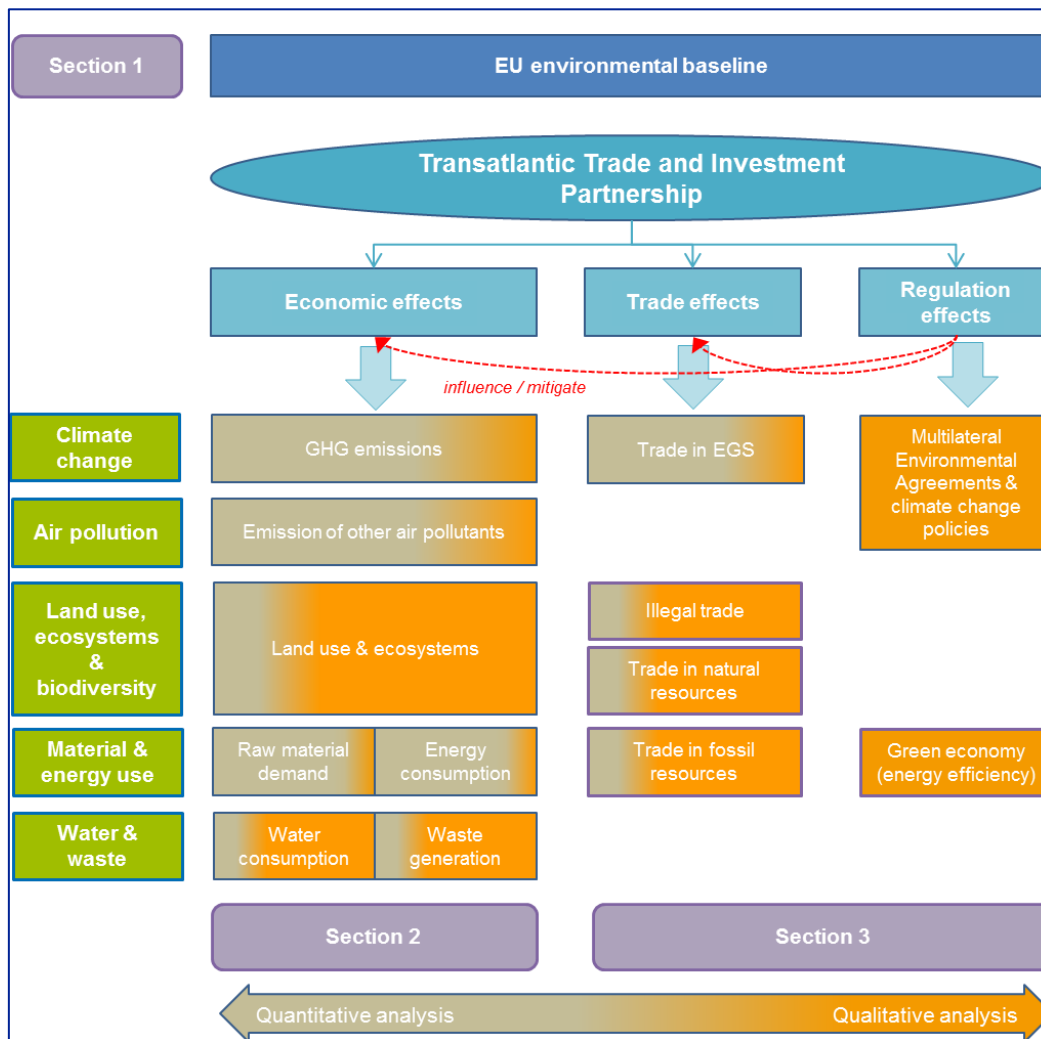 Section 1
EU environmental baseline
Transatlantic Trade and Investment
Partnership
Economic effects
Trade effects
Regulation
effects
influence / mitigate
Climate
change
GHG emissions
Trade in EGS
Multilateral
Environmental
Agreements &
climate change
policies
Air pollution
Emission of other air pollutants
Land use,
ecosystems
&
biodiversity
Land use & ecosystems
Illegal trade
Trade in natural
resources
Material &
energy use
Raw material
demand
Energy
consumption
Trade in fossil
resources
Green economy
(energy efficiency)
Water &
waste
Water
consumption
Waste
generation
Section 2
Section 3
Quantitative analysis
Qualitative analysis